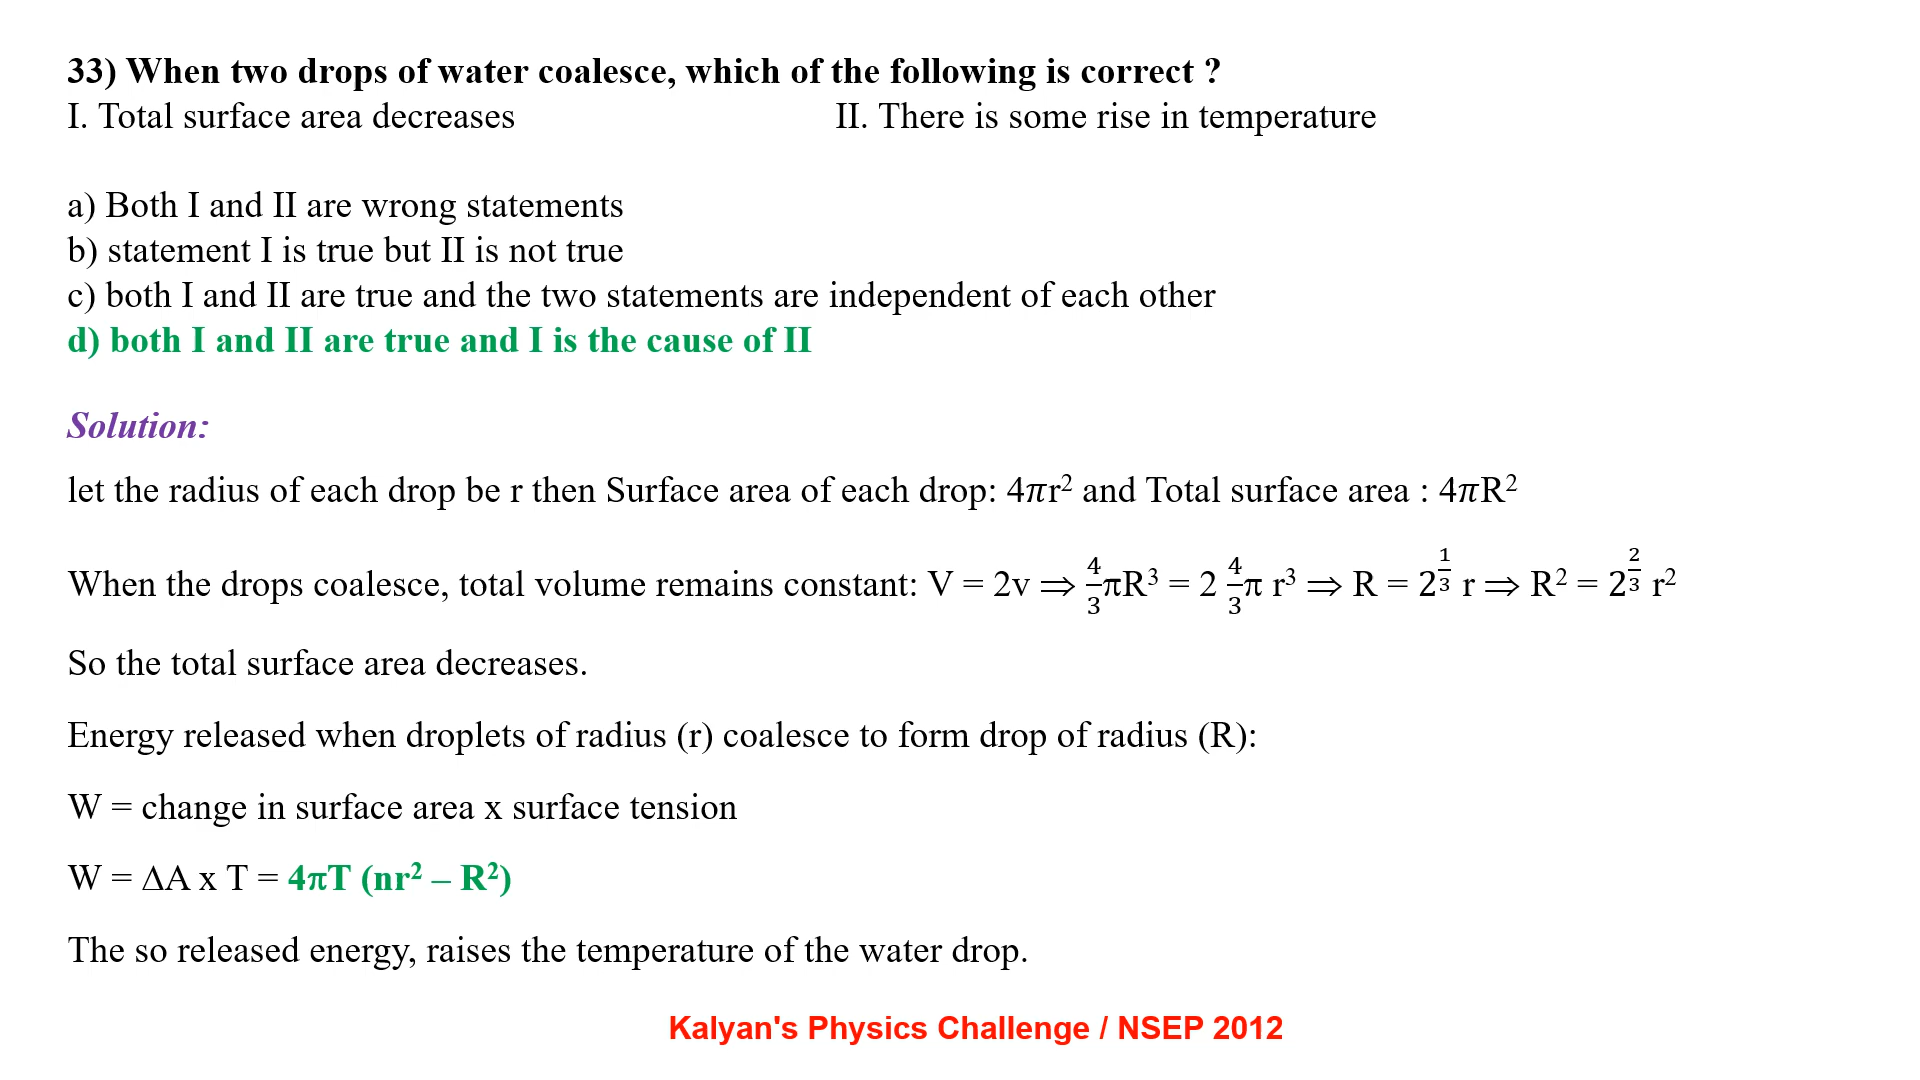 33) When two drops of water coalesce, which of the following is correct ?
I. Total surface area decreases II. There is some rise in temperature
a) Both I and II are wrong statements
b) statement I is true but II is not true
c) both I and II are true and the two statements are independent of each other
d) both I and II are true and I is the cause of II
Solution:
let the radius of each drop be r then Surface area of each drop: 4𝜋r² and Total surface area : 4𝜋R²
When the drops coalesce, total volume remains constant: V = 2v ⟹ 4/3 πR³ = 2 4/3 π r³ ⟹ R = 2^(1/3) r ⟹ R² = 2^(2/3) r²
So the total surface area decreases.
Energy released when droplets of radius (r) coalesce to form drop of radius (R):
W = change in surface area x surface tension
W = ΔA x T = 4πT (nr² – R²)
The so released energy, raises the temperature of the water drop.
Kalyan's Physics Challenge / NSEP 2012